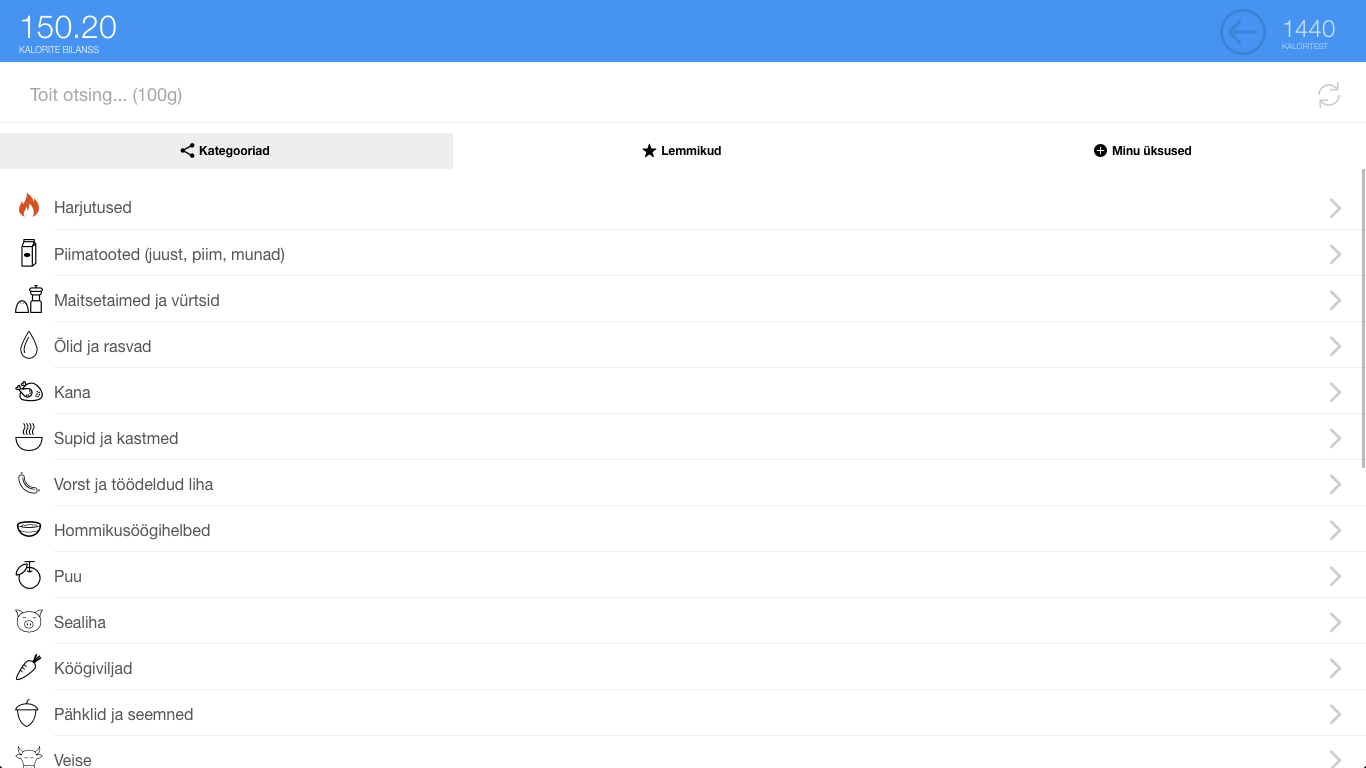 150.20
KALORITE BILANSS
1440
KALORITEST
Toit otsing... (100g)
Kategooriad
Lemmikud
Minu üksused
Harjutused
Piimatooted (juust, piim, munad)
Maitsetaimed ja vürtsid
Õlid ja rasvad
Kana
Supid ja kastmed
Vorst ja töödeldud liha
Hommikusöögihelbed
Puu
Sealiha
Köögiviljad
Pähklid ja seemned
Veise